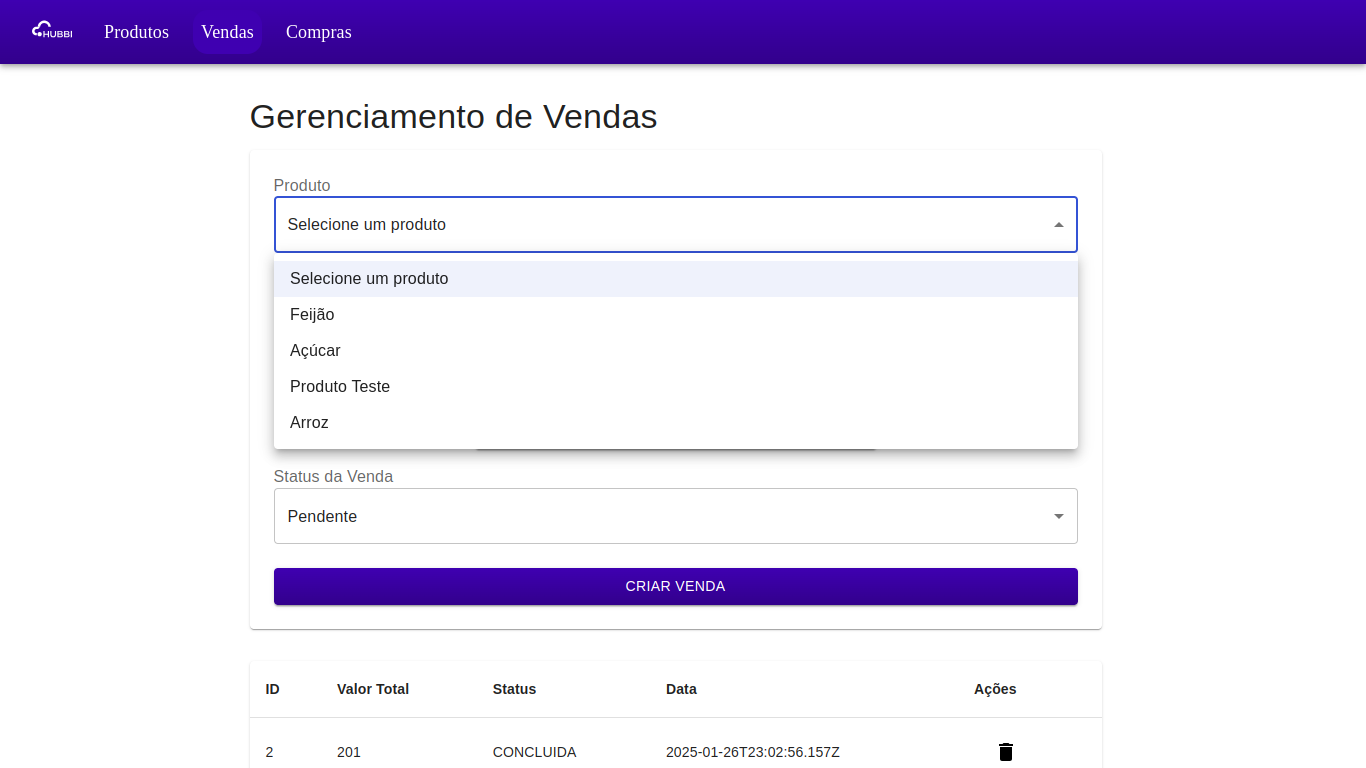 HUBBI Produtos Vendas Compras
Gerenciamento de Vendas
Produto
Selecione um produto
Selecione um produto
Feijão
Açúcar
Produto Teste
Arroz
Status da Venda
Pendente
CRIAR VENDA
ID Valor Total Status Data Ações
2 201 CONCLUIDA 2025-01-26T23:02:56.157Z